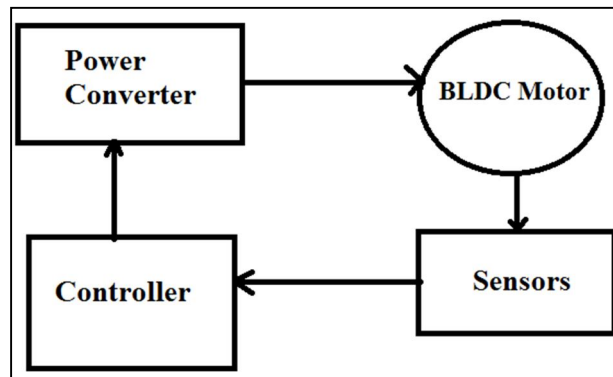 Power
Converter
BLDC Motor
Controller
Sensors